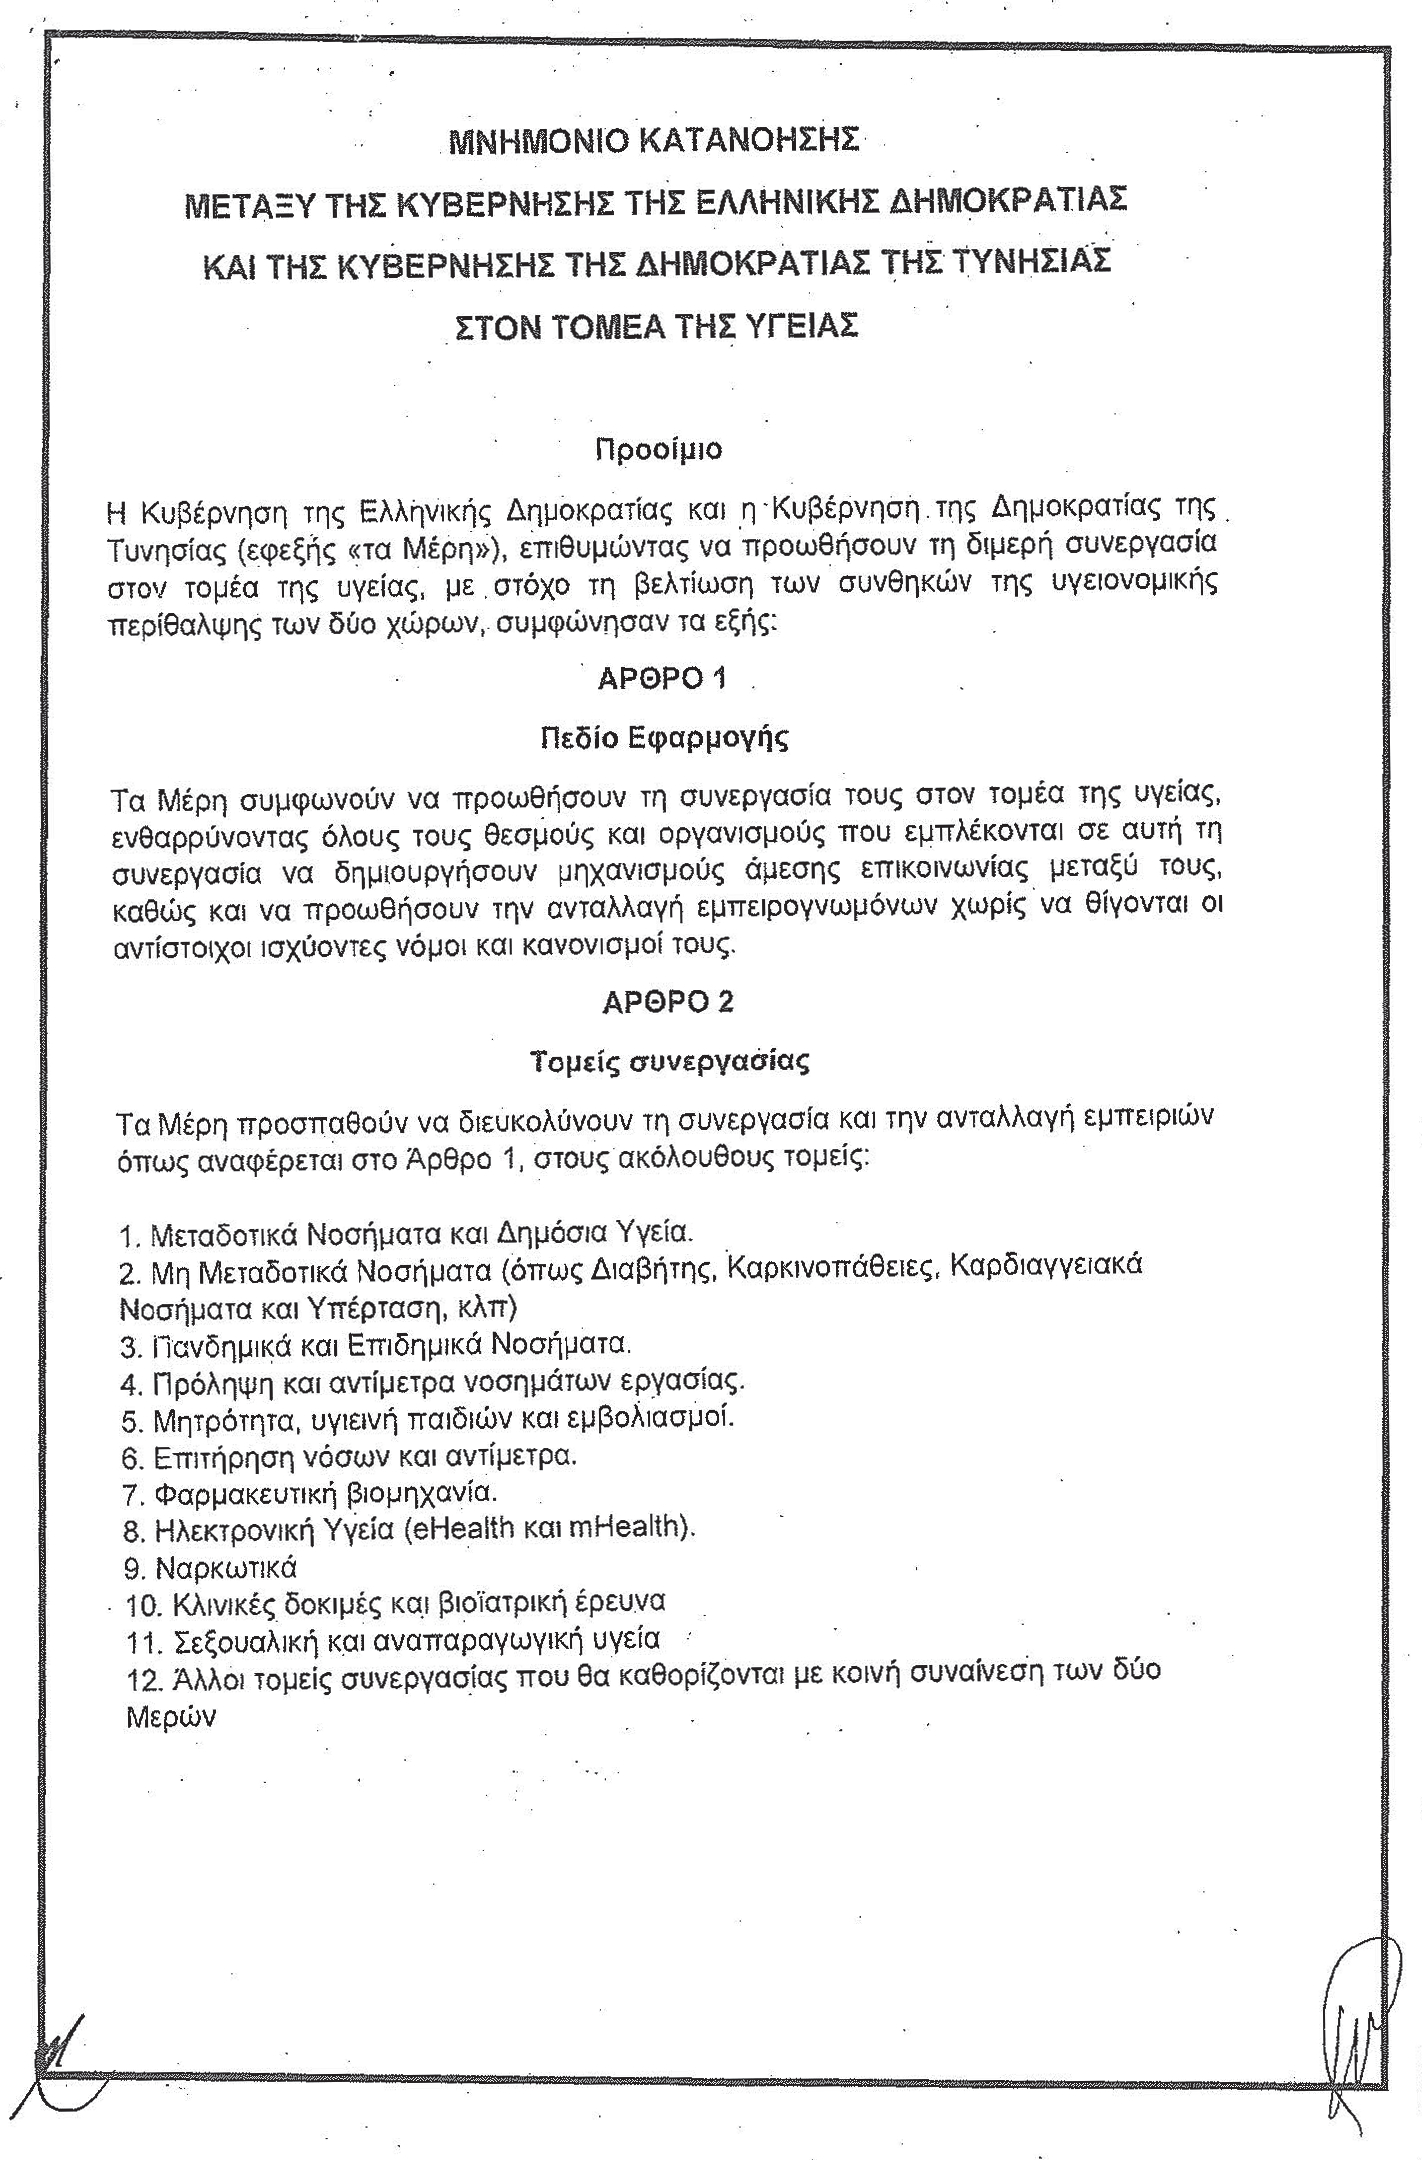 ΜΝΗΜΟΝΙΟ ΚΑΤΑΝΟΗΣΗΣ
ΜΕΤΑΞΥ ΤΗΣ ΚΥΒΕΡΝΗΣΗΣ ΤΗΣ ΕΛΛΗΝΙΚΗΣ ΔΗΜΟΚΡΑΤΙΑΣ
ΚΑΙ ΤΗΣ ΚΥΒΕΡΝΗΣΗΣ ΤΗΣ ΔΗΜΟΚΡΑΤΙΑΣ ΤΗΣ ΤΥΝΗΣΙΑΣ
ΣΤΟΝ ΤΟΜΕΑ ΤΗΣ ΥΓΕΙΑΣ
Προοίμιο
Η Κυβέρνηση της Ελληνικής Δημοκρατίας και η Κυβέρνηση της Δημοκρατίας της
Τυνησίας (εφεξής «τα Μέρη»), επιθυμώντας να προωθήσουν τη διμερή συνεργασία
στον τομέα της υγείας, με στόχο τη βελτίωση των συνθηκών της υγειονομικής
περίθαλψης των δύο χώρων, συμφώνησαν τα εξής:
ΑΡΘΡΟ 1
Πεδίο Εφαρμογής
Τα Μέρη συμφωνούν να προωθήσουν τη συνεργασία τους στον τομέα της υγείας,
ενθαρρύνοντας όλους τους θεσμούς και οργανισμούς που εμπλέκονται σε αυτή τη
συνεργασία να δημιουργήσουν μηχανισμούς άμεσης επικοινωνίας μεταξύ τους,
καθώς και να προωθήσουν την ανταλλαγή εμπειρογνωμόνων χωρίς να θίγονται οι
αντίστοιχοι ισχύοντες νόμοι και κανονισμοί τους.
ΑΡΘΡΟ 2
Τομείς συνεργασίας
Τα Μέρη προσπαθούν να διευκολύνουν τη συνεργασία και την ανταλλαγή εμπειριών
όπως αναφέρεται στο Άρθρο 1, στους ακόλουθους τομείς:
1. Μεταδοτικά Νοσήματα και Δημόσια Υγεία.
2. Μη Μεταδοτικά Νοσήματα (όπως Διαβήτης, Καρκινοπάθειες, Καρδιαγγειακά
Νοσήματα και Υπέρταση, κλπ)
3. Πανδημικά και Επιδημικά Νοσήματα.
4. Πρόληψη και αντίμετρα νοσημάτων εργασίας.
5. Μητρότητα, υγιεινή παιδιών και εμβολιασμοί.
6. Επιτήρηση νόσων και αντίμετρα.
7. Φαρμακευτική βιομηχανία.
8. Ηλεκτρονική Υγεία (eHealth και mHealth).
9. Ναρκωτικά
10. Κλινικές δοκιμές και βιοϊατρική έρευνα
11. Σεξουαλική και αναπαραγωγική υγεία
12. Άλλοι τομείς συνεργασίας που θα καθορίζονται με κοινή συναίνεση των δύο
Μερών